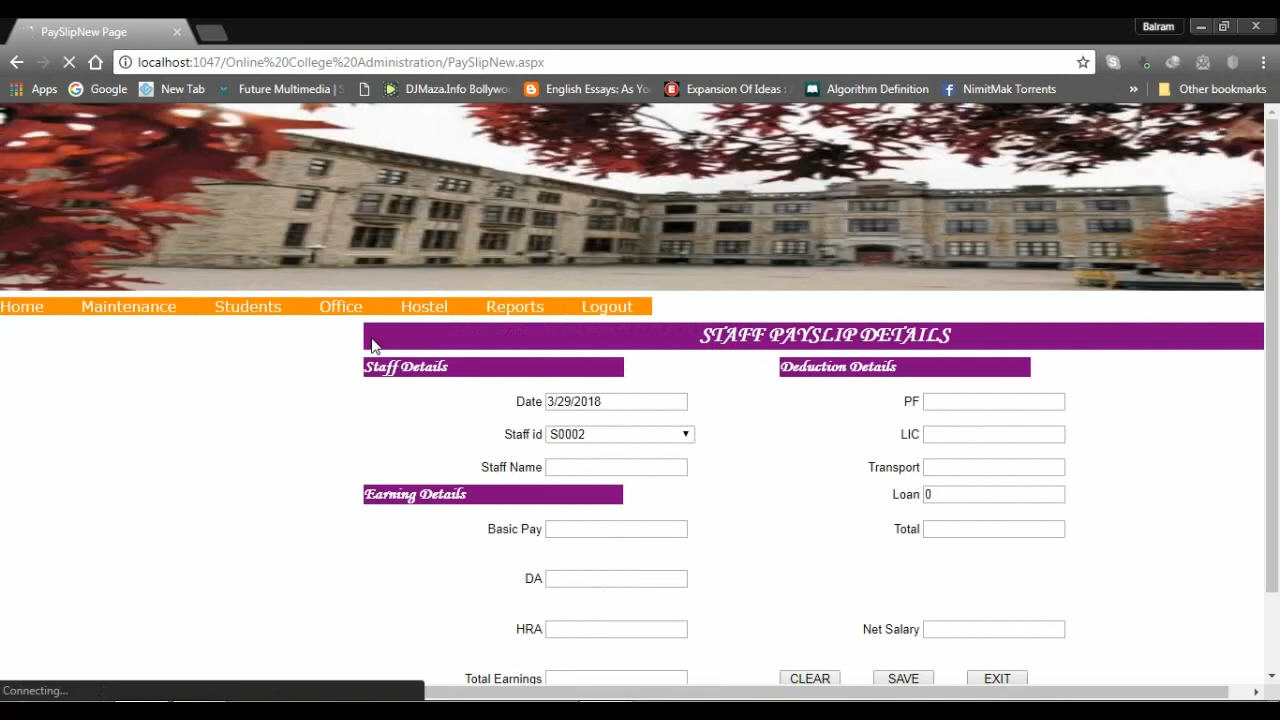 PaySlipNew Page
Balram
localhost:1047/Online%20College%20Administration/PaySlipNew.aspx
Apps Google New Tab Future Multimedia | S DJMaza.Info Bollywoo English Essays: As Yo Expansion Of Ideas : Algorithm Definition NimitMak Torrents » Other bookmarks
Home Maintenance Students Office Hostel Reports Logout
STAFF PAYSLIP DETAILS
Staff Details Deduction Details
Date 3/29/2018 PF
Staff id S0002 LIC
Staff Name Transport
Earning Details Loan 0
Basic Pay Total
DA
HRA Net Salary
Total Earnings CLEAR SAVE EXIT
Connecting...